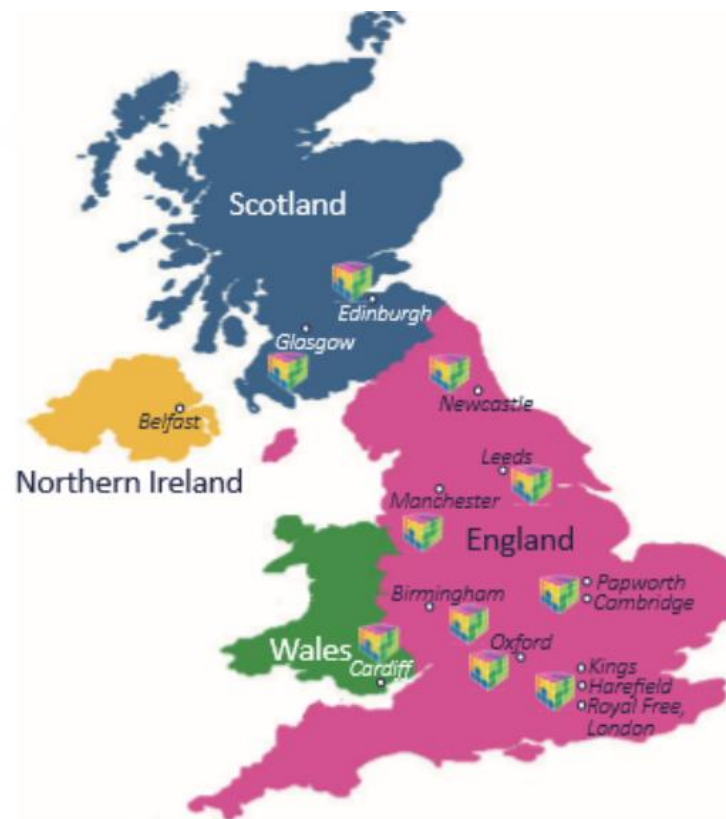 Scotland
Edinburgh
Glasgow
Newcastle
Belfast
Northern Ireland
Leeds
Manchester
England
Birmingham
Papworth
Cambridge
Wales
Oxford
Cardiff
Kings
Harefield
Royal Free,
London